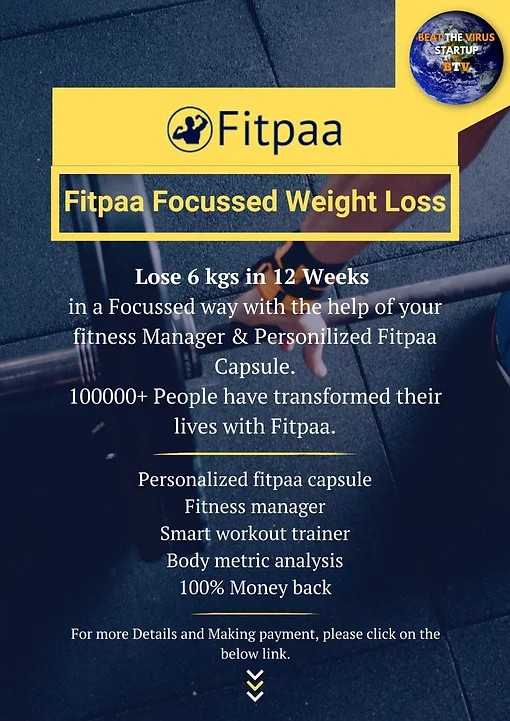 BEAT THE VIRUS
STARTUP
BTV
Fitpaa
Fitpaa Focussed Weight Loss
Lose 6 kgs in 12 Weeks
in a Focussed way with the help of your
fitness Manager & Personilized Fitpaa
Capsule.
100000+ People have transformed their
lives with Fitpaa.
Personalized fitpaa capsule
Fitness manager
Smart workout trainer
Body metric analysis
100% Money back
For more Details and Making payment, please click on the
below link.